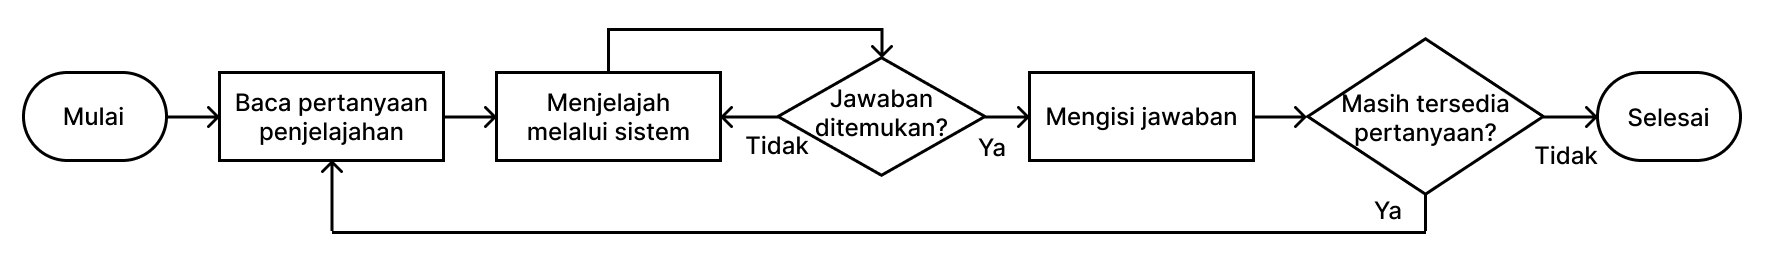 Mulai
Baca pertanyaan
penjelajahan
Menjelajah
melalui sistem
Jawaban
ditemukan?
Tidak
Ya
Mengisi jawaban
Masih tersedia
pertanyaan?
Tidak
Ya
Selesai